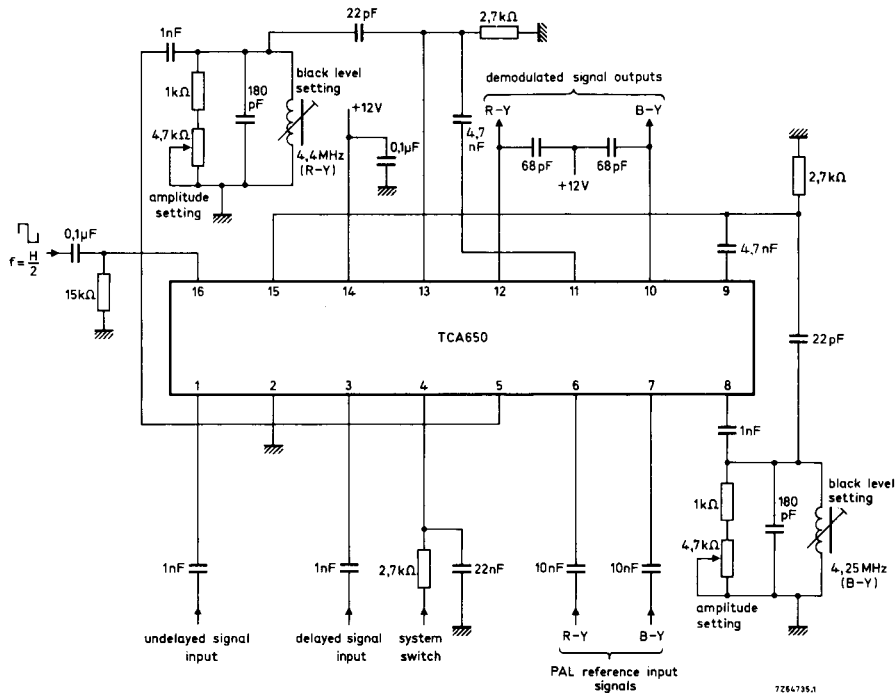 22pF
2,7kΩ
1nF
black level
setting
demodulated signal outputs
1kΩ
180
pF
+12V
R–Y
B–Y
4,7kΩ
4,7
nF
4,4MHz
(R–Y)
0,1µF
68pF
68pF
+12V
2,7kΩ
amplitude
setting
0,1µF
f=H/2
4,7nF
15kΩ
16
15
14
13
12
11
10
9
TCA650
22pF
1
2
3
4
5
6
7
8
1nF
black level
setting
1kΩ
180
pF
4,7kΩ
1nF
1nF
2,7kΩ
22nF
10nF
10nF
4,25MHz
(B–Y)
amplitude
setting
undelayed signal
input
delayed signal
input
system
switch
R–Y
B–Y
PAL reference input
signals
7Z64735.1